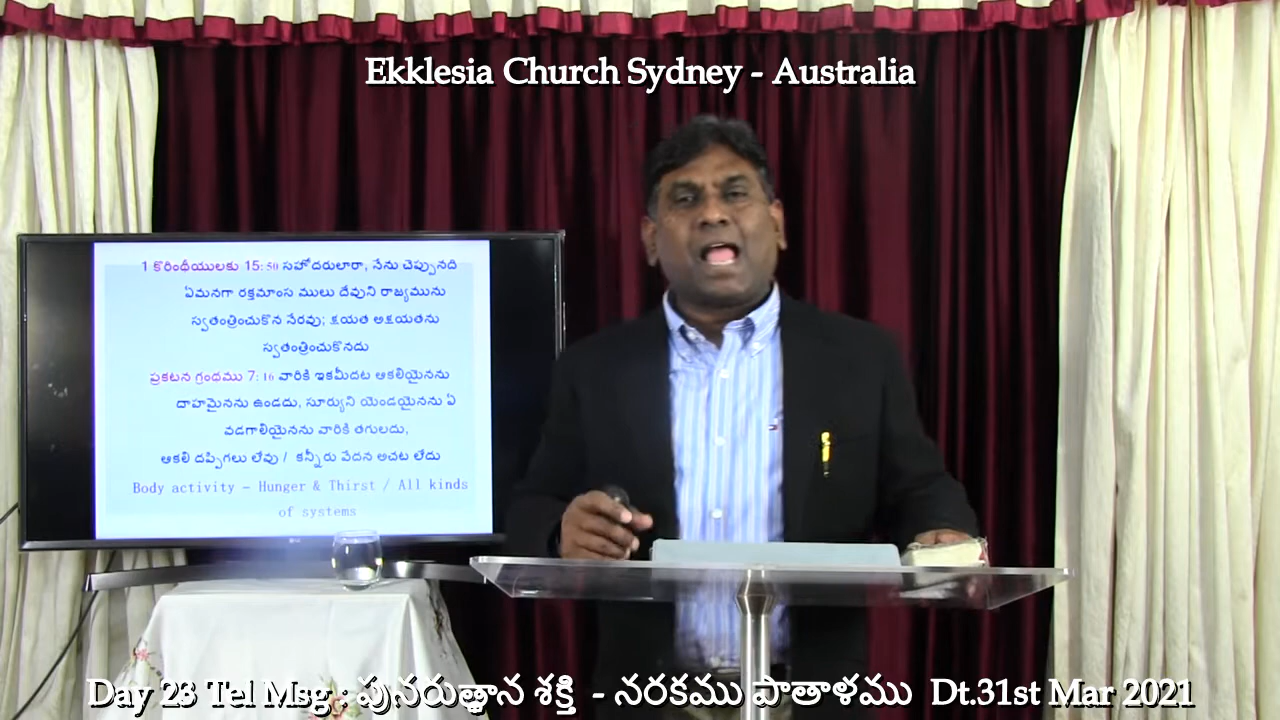 Ekklesia Church Sydney - Australia
1 కొరింథీయులకు 15: 50 సహోదరులారా, నేను చెప్పునది
ఏమనగా రక్తమాంస ములు దేవుని రాజ్యమును
స్వతంత్రించుకొన నేరవు; క్షయత అక్షయతను
స్వతంత్రించుకొనదు
ప్రకటన గ్రంథము 7: 16 వారికి ఇకమీదట ఆకలియైనను
దాహమైనను ఉండదు, సూర్యుని యెండయైనను ఏ
వడగాలియైనను వారికి తగులదు,
ఆకలి దప్పిగలు లేవు / కన్నీరు వేదన అచట లేదు
Body activity – Hunger & Thirst / All kinds
of systems
Day 23 Tel Msg : పునరుత్థాన శక్తి - నరకము పాతాళము Dt.31st Mar 2021